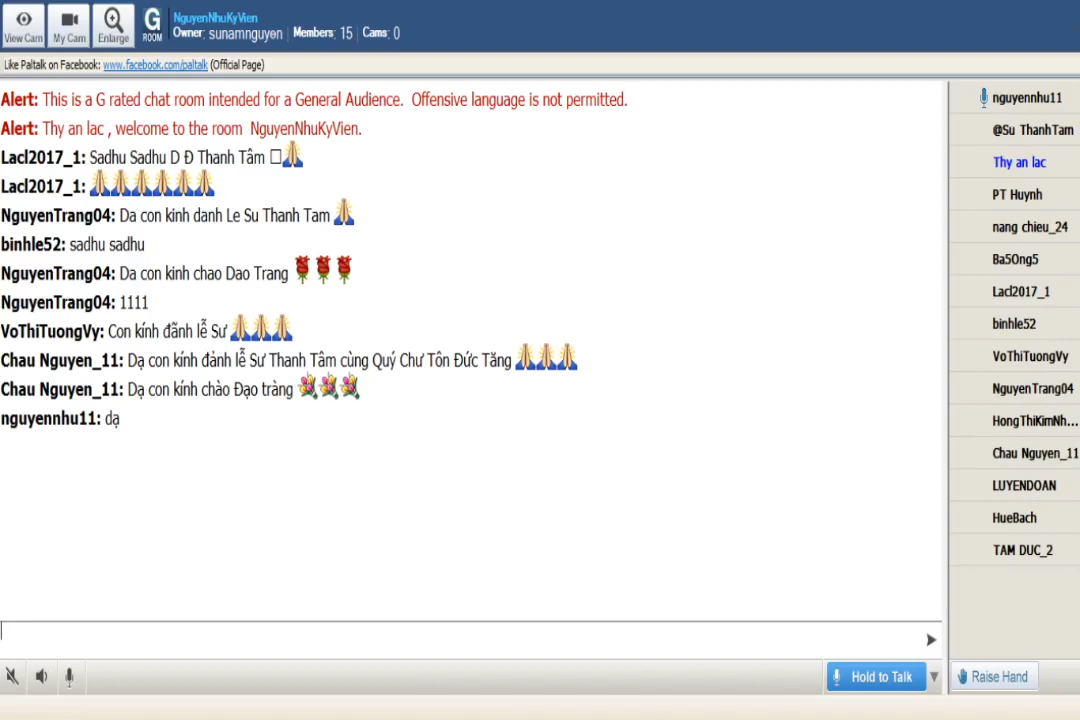 View Cam
My Cam
Enlarge
G
ROOM
NguyenNhuKyVien
Owner: sunamnguyen Members: 15 Cams: 0
Like Paltalk on Facebook: www.facebook.com/paltalk (Official Page)
Alert: This is a G rated chat room intended for a General Audience. Offensive language is not permitted.
Alert: Thy an lac , welcome to the room NguyenNhuKyVien.
Lacl2017_1: Sadhu Sadhu D Đ Thanh Tâm
Lacl2017_1:
NguyenTrang04: Da con kinh danh Le Su Thanh Tam
binhle52: sadhu sadhu
NguyenTrang04: Da con kinh chao Dao Trang
NguyenTrang04: 1111
VoThiTuongVy: Con kính đãnh lễ Sư
Chau Nguyen_11: Dạ con kính đảnh lễ Sư Thanh Tâm cùng Quý Chư Tôn Đức Tăng
Chau Nguyen_11: Dạ con kính chào Đạo tràng
nguyennhu11: dạ
nguyennhu11
@Su ThanhTam
Thy an lac
PT Huynh
nang chieu_24
Ba5Ong5
Lacl2017_1
binhle52
VoThiTuongVy
NguyenTrang04
HongThiKimNh...
Chau Nguyen_11
LUYENDOAN
HueBach
TAM DUC_2
Hold to Talk
Raise Hand